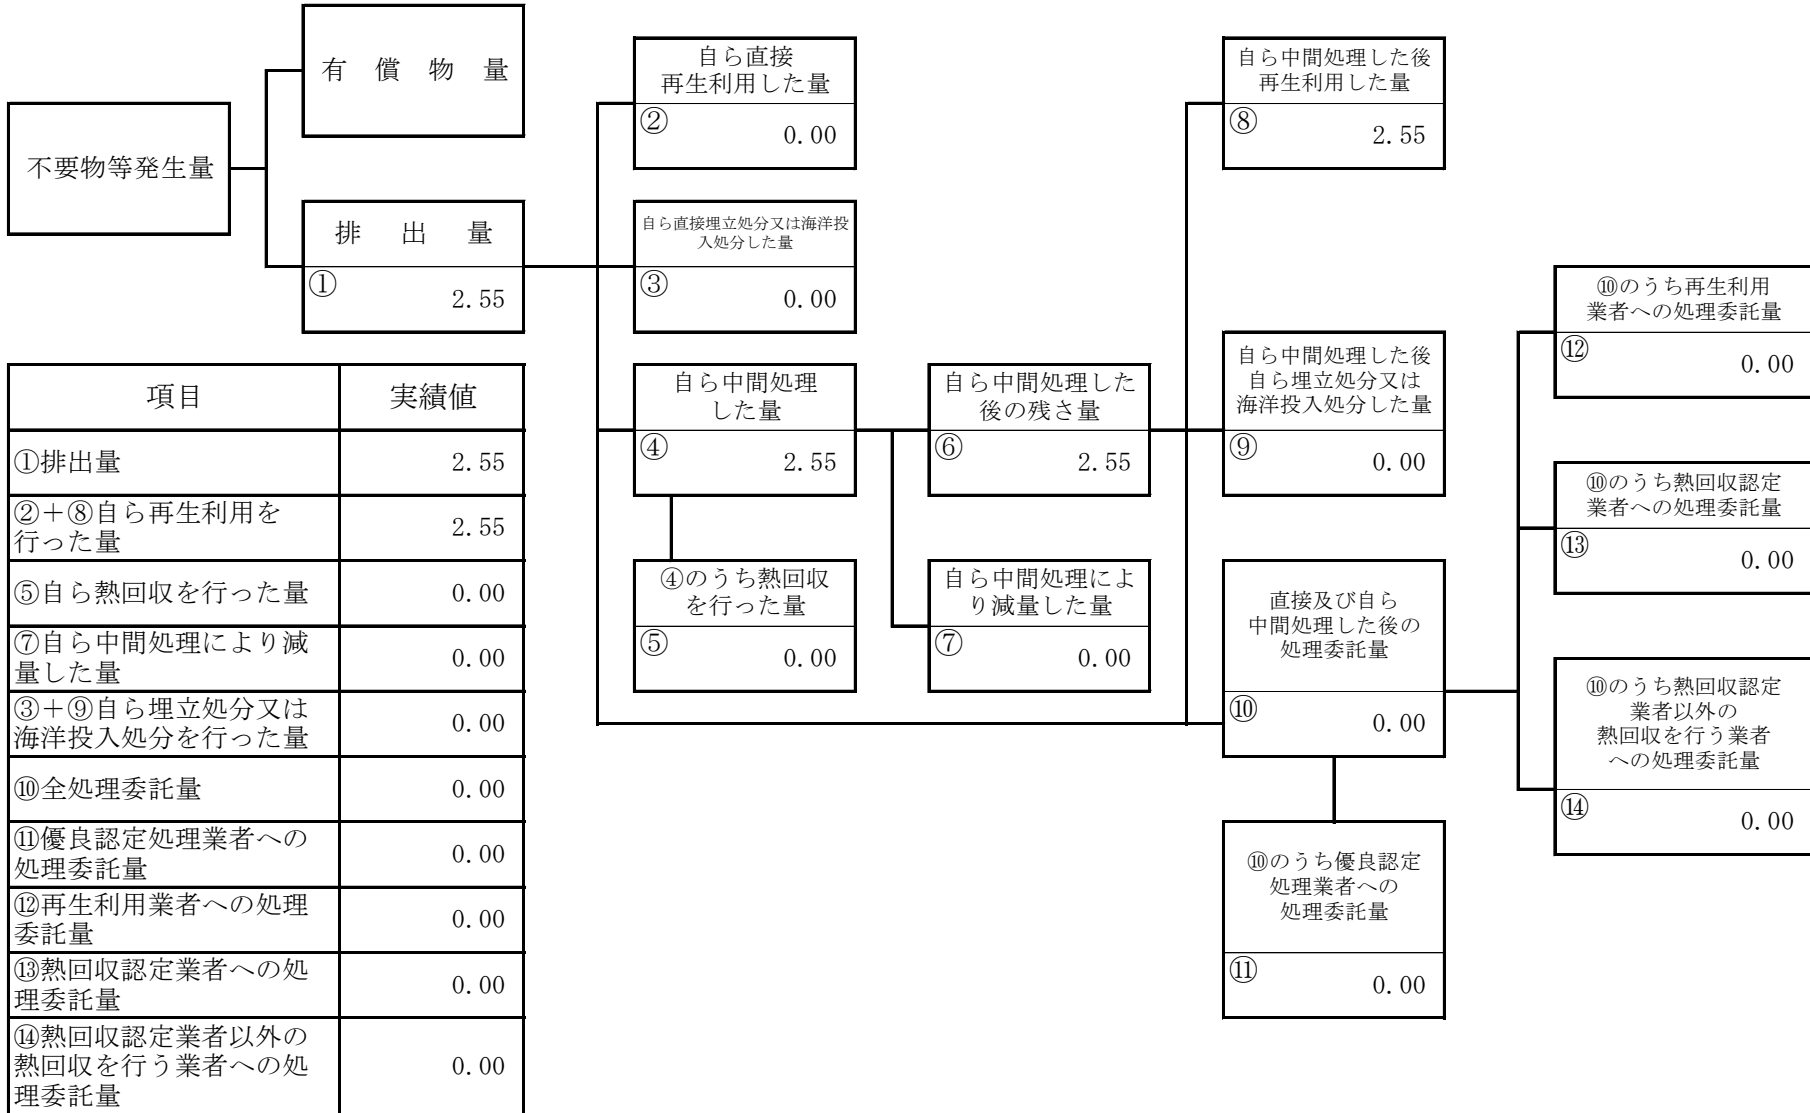 不要物等発生量
有償物量
排出量
①
2.55
自ら直接
再生利用した量
②
0.00
自ら直接埋立処分又は海洋投
入処分した量
③
0.00
自ら中間処理
した量
④
2.55
④のうち熱回収
を行った量
⑤
0.00
自ら中間処理した
後の残さ量
⑥
2.55
自ら中間処理によ
り減量した量
⑦
0.00
自ら中間処理した後
再生利用した量
⑧
2.55
自ら中間処理した後
自ら埋立処分又は
海洋投入処分した量
⑨
0.00
直接及び自ら
中間処理した後の
処理委託量
⑩
0.00
⑩のうち優良認定
処理業者への
処理委託量
⑪
0.00
⑩のうち再生利用
業者への処理委託量
⑫
0.00
⑩のうち熱回収認定
業者への処理委託量
⑬
0.00
⑩のうち熱回収認定
業者以外の
熱回収を行う業者
への処理委託量
⑭
0.00
項目 実績値
①排出量 2.55
②+⑧自ら再生利用を
行った量 2.55
⑤自ら熱回収を行った量 0.00
⑦自ら中間処理により減
量した量 0.00
③+⑨自ら埋立処分又は
海洋投入処分を行った量 0.00
⑩全処理委託量 0.00
⑪優良認定処理業者への
処理委託量 0.00
⑫再生利用業者への処理
委託量 0.00
⑬熱回収認定業者への処
理委託量 0.00
⑭熱回収認定業者以外の
熱回収を行う業者への処 0.00
理委託量